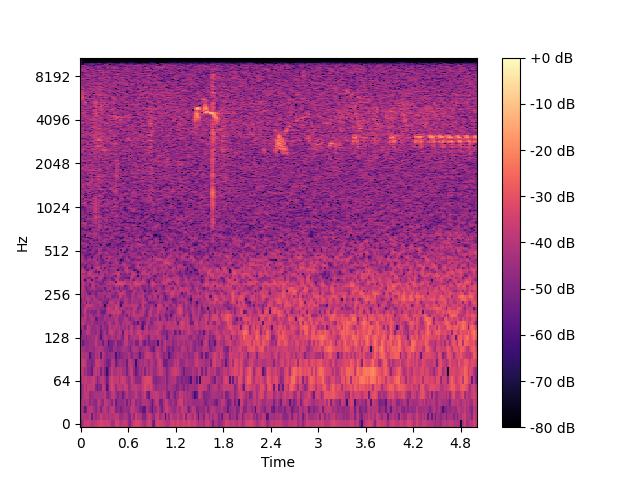 8192
4096
2048
1024
512
256
128
64
0
Hz
0 0.6 1.2 1.8 2.4 3 3.6 4.2 4.8
Time
+0 dB
-10 dB
-20 dB
-30 dB
-40 dB
-50 dB
-60 dB
-70 dB
-80 dB